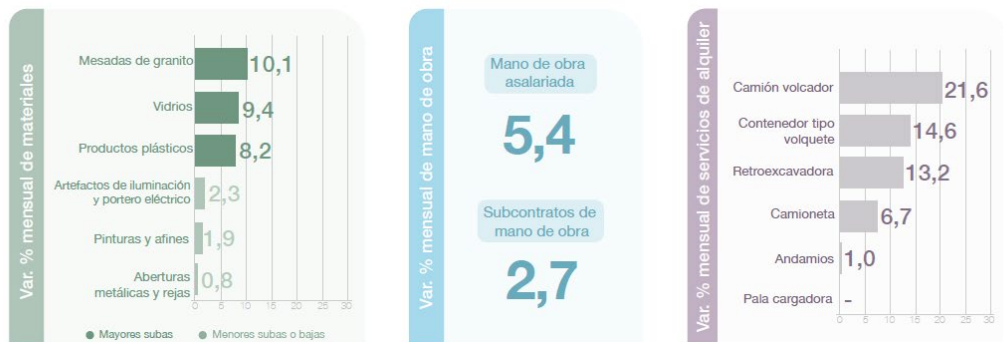 Var. % mensual de materiales
Mesadas de granito
10,1
Vidrios
9,4
Productos plásticos
8,2
Artefactos de iluminación
y portero eléctrico
2,3
Pinturas y afines
1,9
Aberturas
metálicas y rejas
0,8
0 5 10 15 20 25 30
Mayores subas
Menores subas o bajas
Var. % mensual de mano de obra
Mano de obra
asalariada
5,4
Subcontratos de
mano de obra
2,7
Var. % mensual de servicios de alquiler
Camión volcador
21,6
Contenedor tipo
volquete
14,6
Retroexcavadora
13,2
Camioneta
6,7
Andamios
1,0
Pala cargadora
-
0 5 10 15 20 25 30